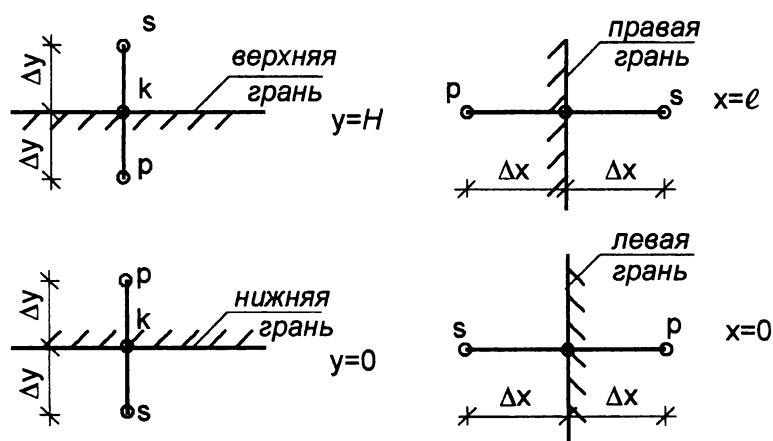 s
Δy
верхняя
грань
k
y=H
Δy
p
правая
грань
p
s
x=ℓ
Δx
Δx
p
Δy
нижняя
грань
k
y=0
Δy
s
левая
грань
s
p
x=0
Δx
Δx